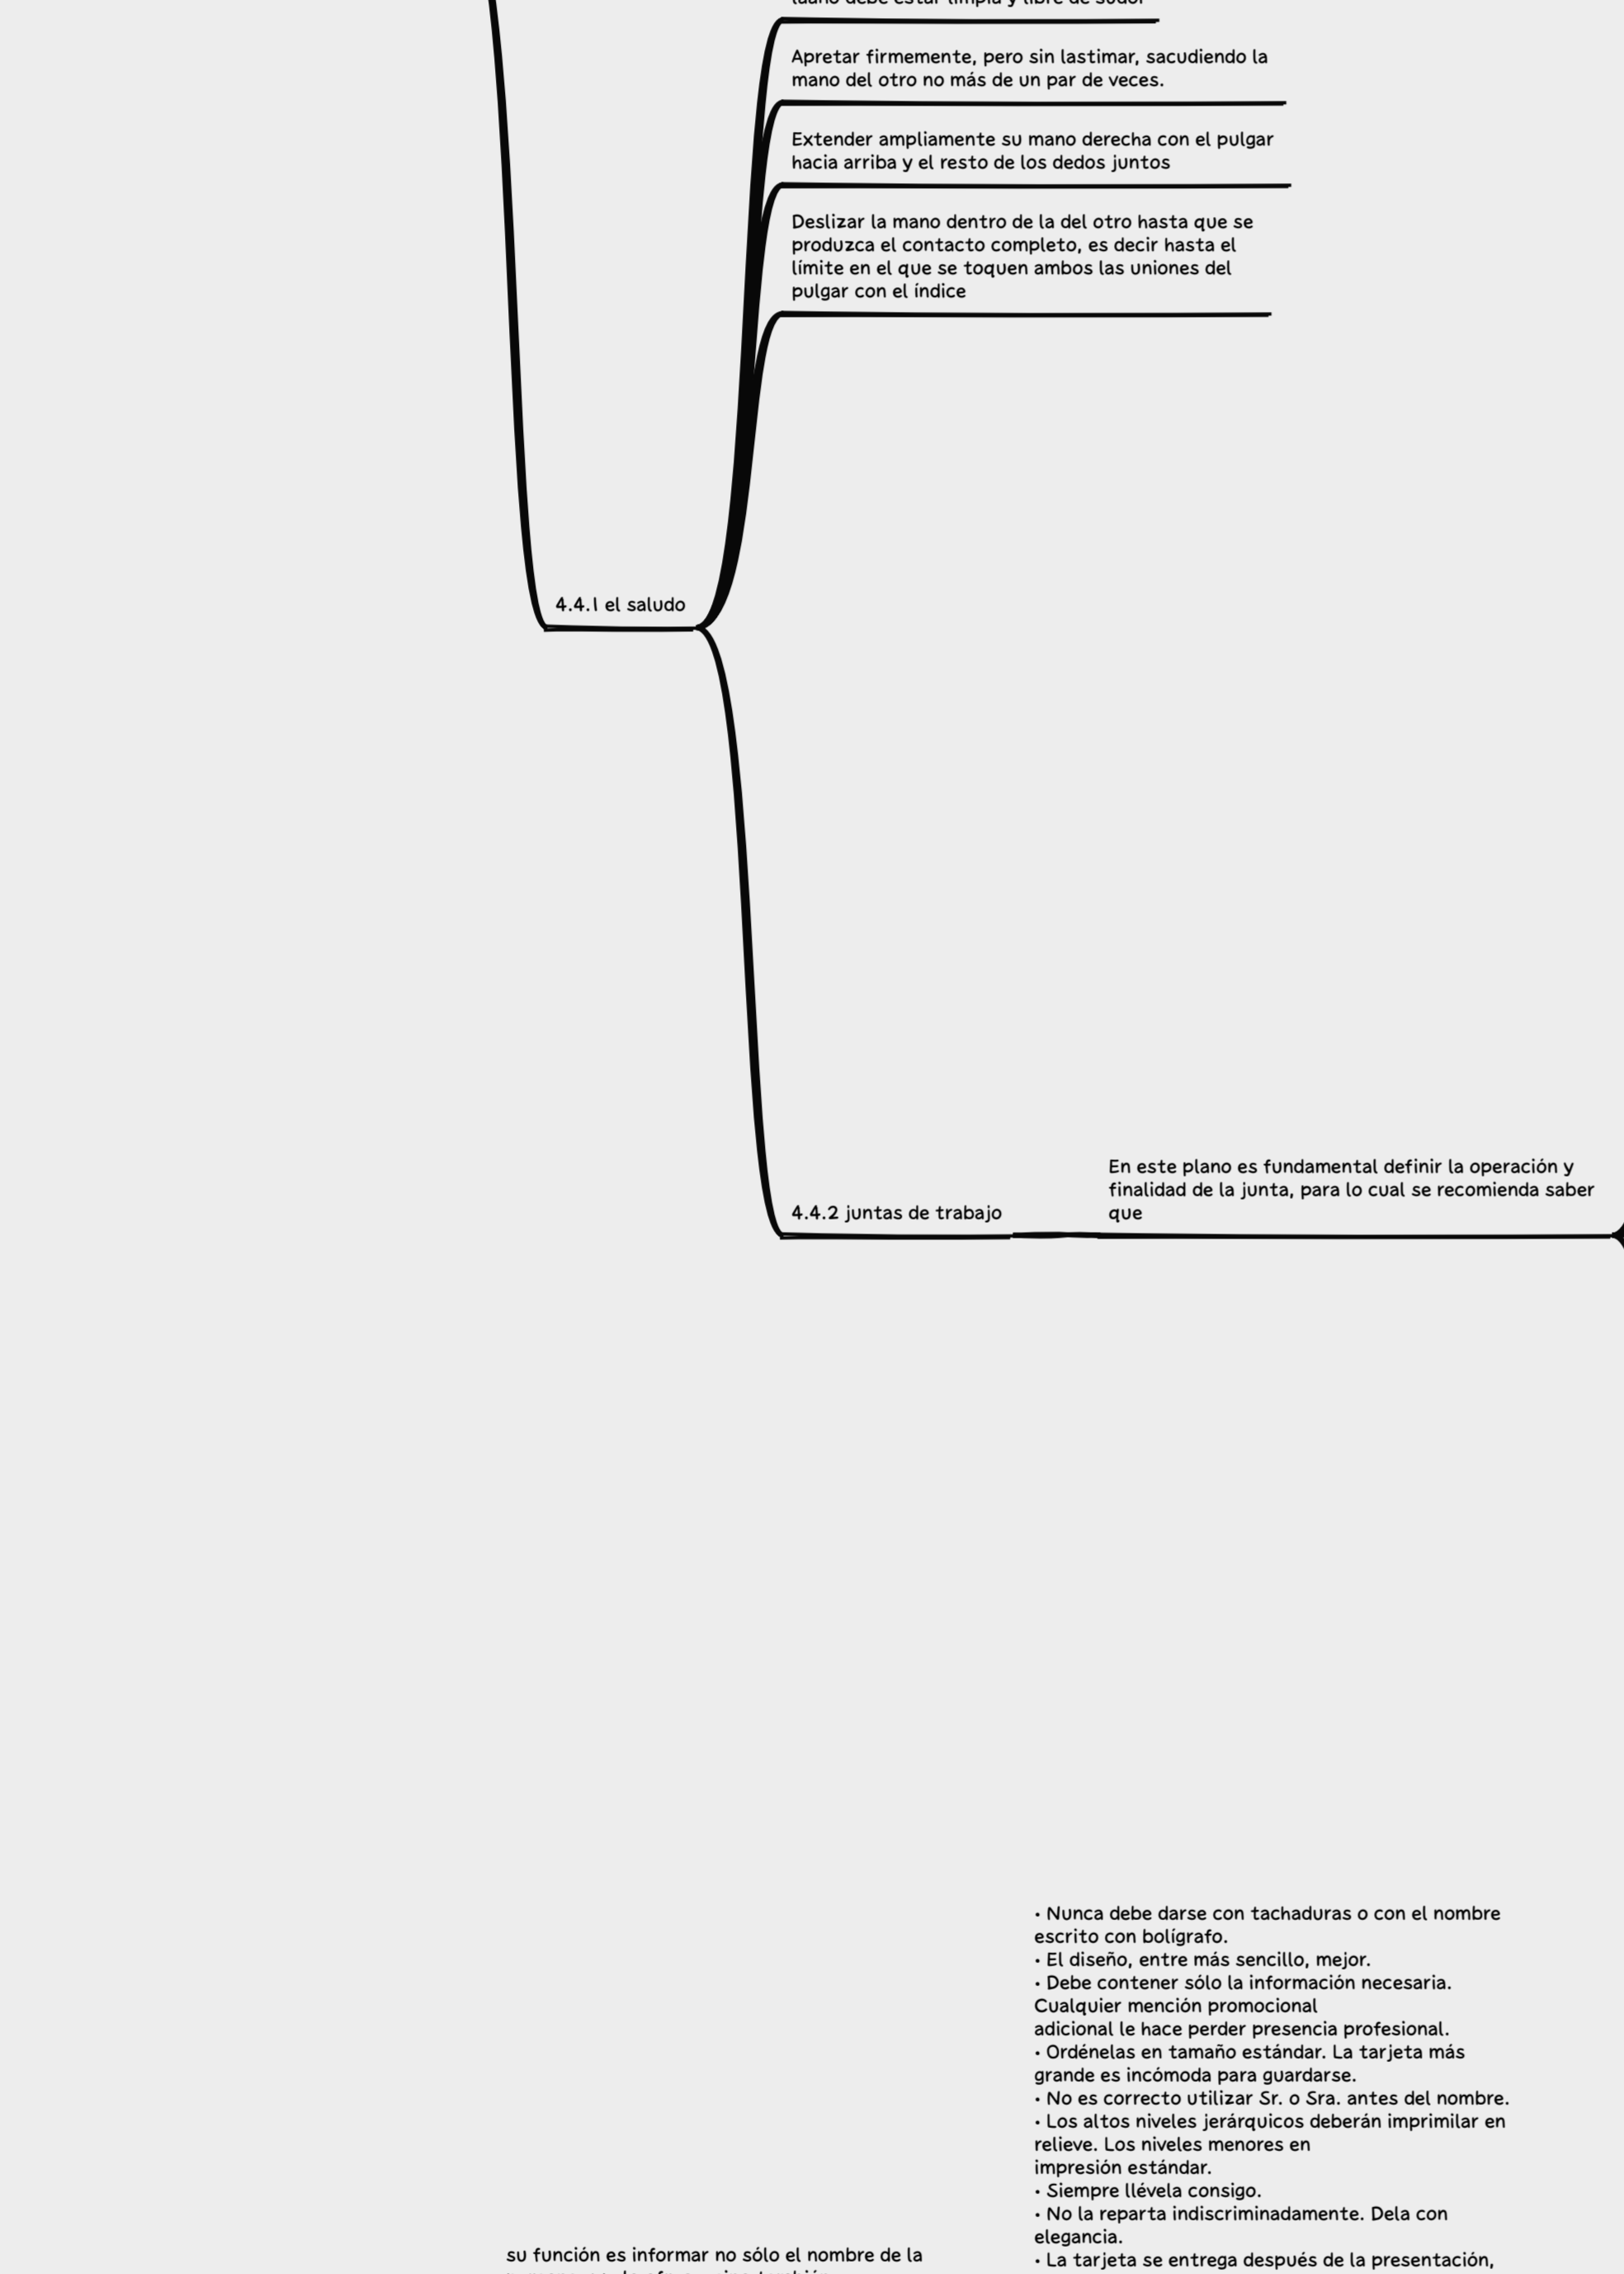 debe estar limpia y libre de sudor
Apretar firmemente, pero sin lastimar, sacudiendo la
mano del otro no más de un par de veces.
Extender ampliamente su mano derecha con el pulgar
hacia arriba y el resto de los dedos juntos
Deslizar la mano dentro de la del otro hasta que se
produzca el contacto completo, es decir hasta el
límite en el que se toquen ambos las uniones del
pulgar con el índice
4.4.1 el saludo
En este plano es fundamental definir la operación y
finalidad de la junta, para lo cual se recomienda saber
que
4.4.2 juntas de trabajo
• Nunca debe darse con tachaduras o con el nombre
escrito con bolígrafo.
• El diseño, entre más sencillo, mejor.
• Debe contener sólo la información necesaria.
Cualquier mención promocional
adicional le hace perder presencia profesional.
• Ordénelas en tamaño estándar. La tarjeta más
grande es incómoda para guardarse.
• No es correcto utilizar Sr. o Sra. antes del nombre.
• Los altos niveles jerárquicos deberán imprimilar en
relieve. Los niveles menores en
impresión estándar.
• Siempre llévela consigo.
• No la reparta indiscriminadamente. Dela con
elegancia.
• La tarjeta se entrega después de la presentación,
su función es informar no sólo el nombre de la